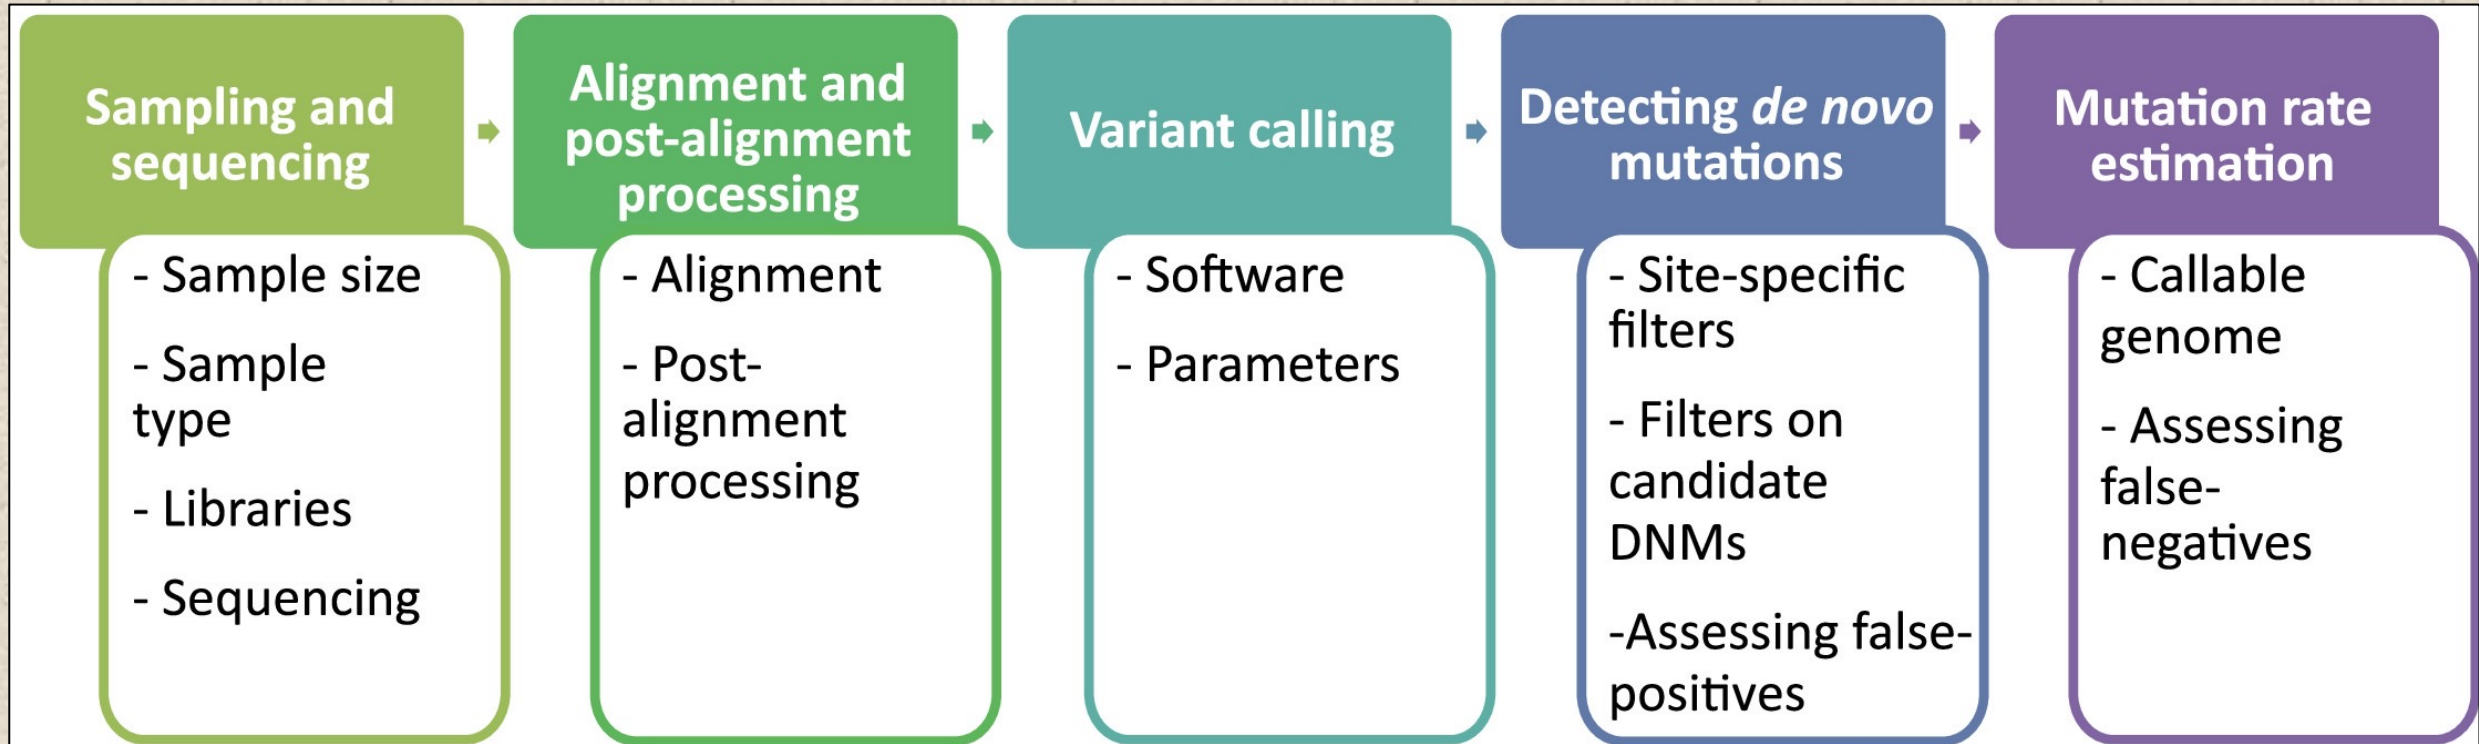 Sampling and
sequencing
- Sample size
- Sample
type
- Libraries
- Sequencing
Alignment and
post-alignment
processing
- Alignment
- Post-
alignment
processing
Variant calling
- Software
- Parameters
Detecting de novo
mutations
- Site-specific
filters
- Filters on
candidate
DNMs
-Assessing false-
positives
Mutation rate
estimation
- Callable
genome
- Assessing
false-
negatives